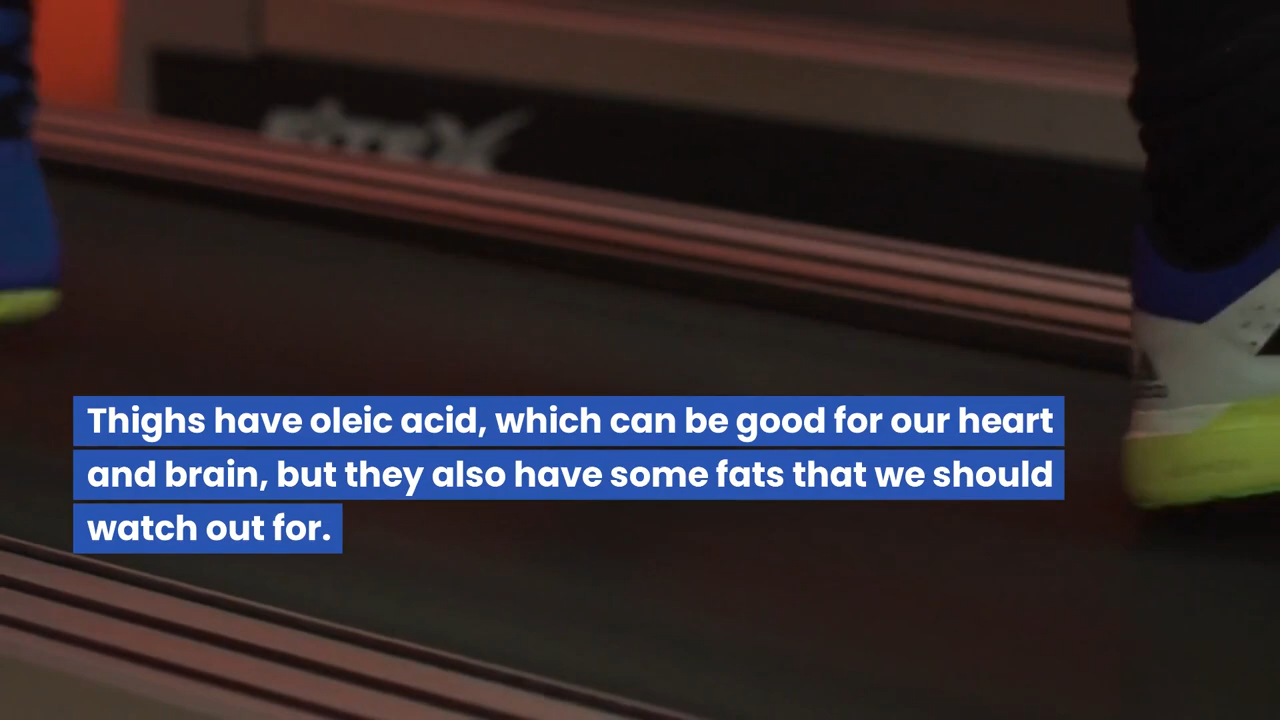 Thighs have oleic acid, which can be good for our heart
and brain, but they also have some fats that we should
watch out for.